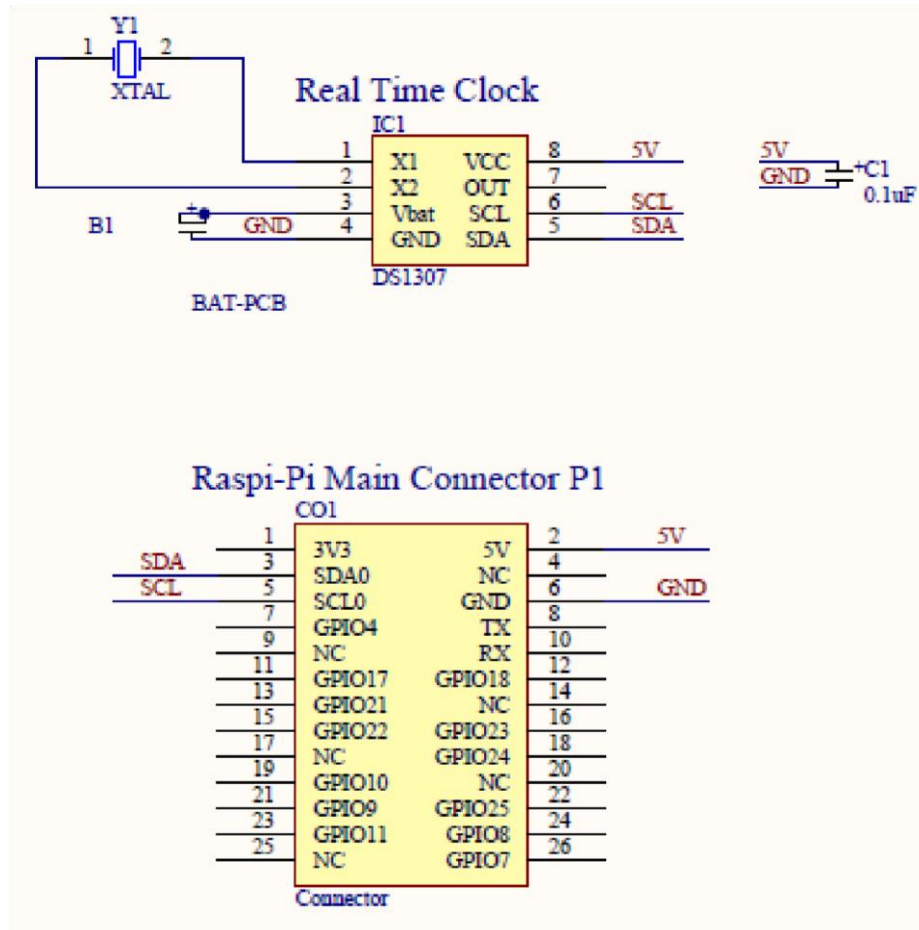 Y1
1 2
XTAL
Real Time Clock
IC1
1 X1 VCC 8 5V
2 X2 OUT 7
3 Vbat SCL 6 SCL
4 GND SDA 5 SDA
DS1307
B1 + GND
BAT-PCB
5V
GND +C1
0.1uF
Raspi-Pi Main Connector P1
CO1
1 3V3 5V 2 5V
SDA 3 SDA0 NC 4
SCL 5 SCL0 GND 6 GND
7 GPIO4 TX 8
9 NC RX 10
11 GPIO17 GPIO18 12
13 GPIO21 NC 14
15 GPIO22 GPIO23 16
17 NC GPIO24 18
19 GPIO10 NC 20
21 GPIO9 GPIO25 22
23 GPIO11 GPIO8 24
25 NC GPIO7 26
Connector